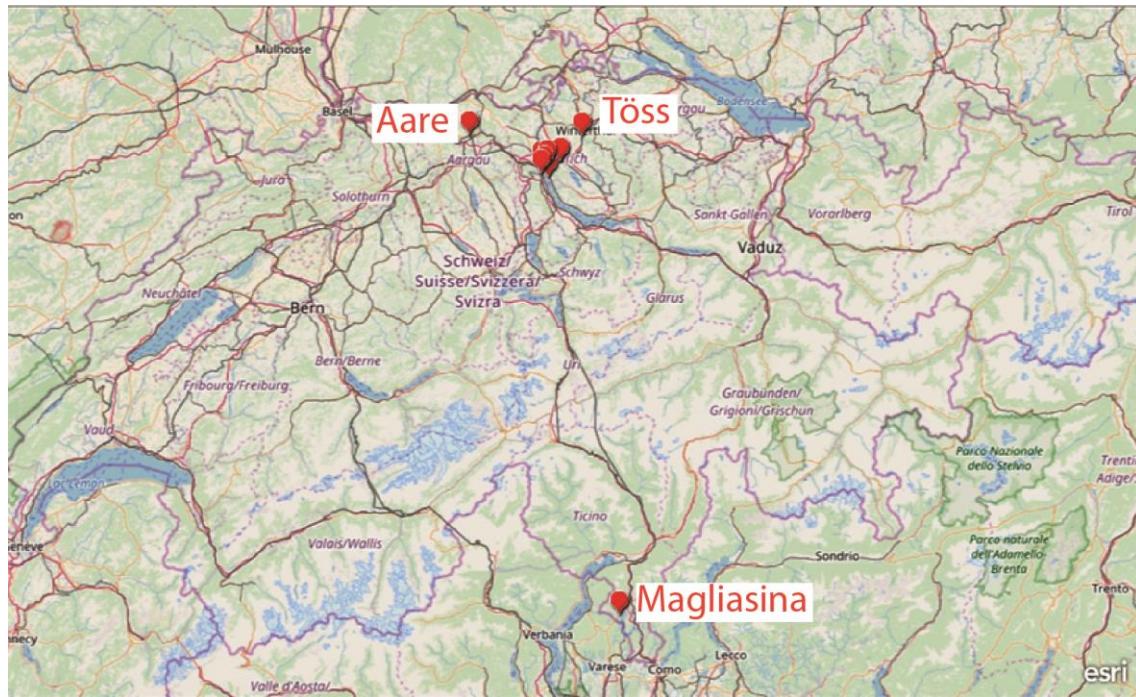 Mulhouse
Basel
Aare
Töss
Bodensee
Aargau
Jura
Solothurn
Sankt-Gallen
Vorarlberg
Tirol
Vaduz
Schweiz/
Suisse/Svizzera/
Svizra
Schwyz
Glarus
Neuchâtel
Bern
Bern/Berne
Uri
Fribourg/Freiburg
Graubünden/
Grigioni/Grischun
Vaud
Lac Léman
Parco Nazionale
dello Stelvio
Ticino
Valais/Wallis
Sondrio
Parco naturale
dell'Adamello-
Brenta
Trento
Magliasina
Verbania
Varese
Como
Lecco
Valle d'Aosta/
esri